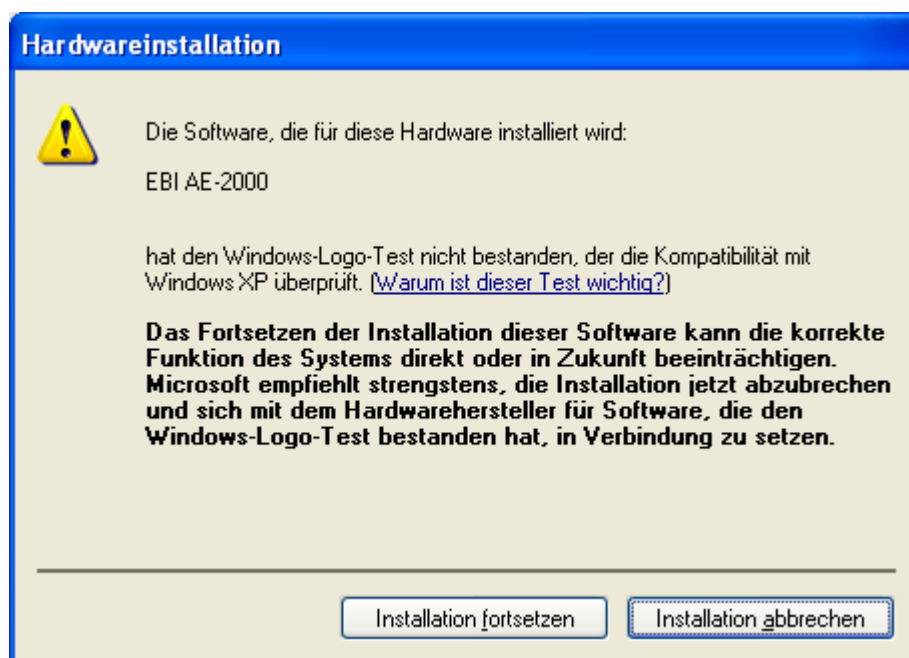 Hardwareinstallation
Die Software, die für diese Hardware installiert wird:
EBI AE-2000
hat den Windows-Logo-Test nicht bestanden, der die Kompatibilität mit
Windows XP überprüft. (Warum ist dieser Test wichtig?)
Das Fortsetzen der Installation dieser Software kann die korrekte
Funktion des Systems direkt oder in Zukunft beeinträchtigen.
Microsoft empfiehlt strengstens, die Installation jetzt abzubrechen
und sich mit dem Hardwarehersteller für Software, die den
Windows-Logo-Test bestanden hat, in Verbindung zu setzen.
Installation fortsetzen
Installation abbrechen